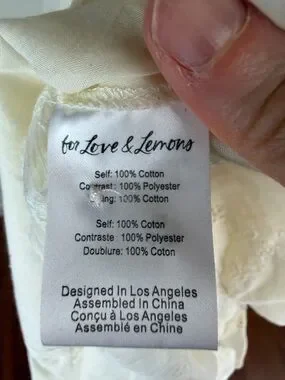 for Love & Lemons
Self: 100% Cotton
Contrast: 100% Polyester
ing: 100% Cotton
Self: 100% Coton
Contraste: 100% Polyester
Doublure: 100% Coton
Designed In Los Angeles
Assembled In China
Conçu à Los Angeles
Assemblé en Chine